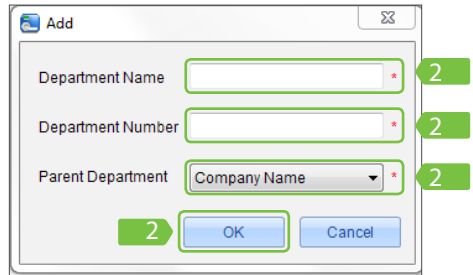 Add
Department Name * 2
Department Number * 2
Parent Department Company Name * 2
2 OK Cancel